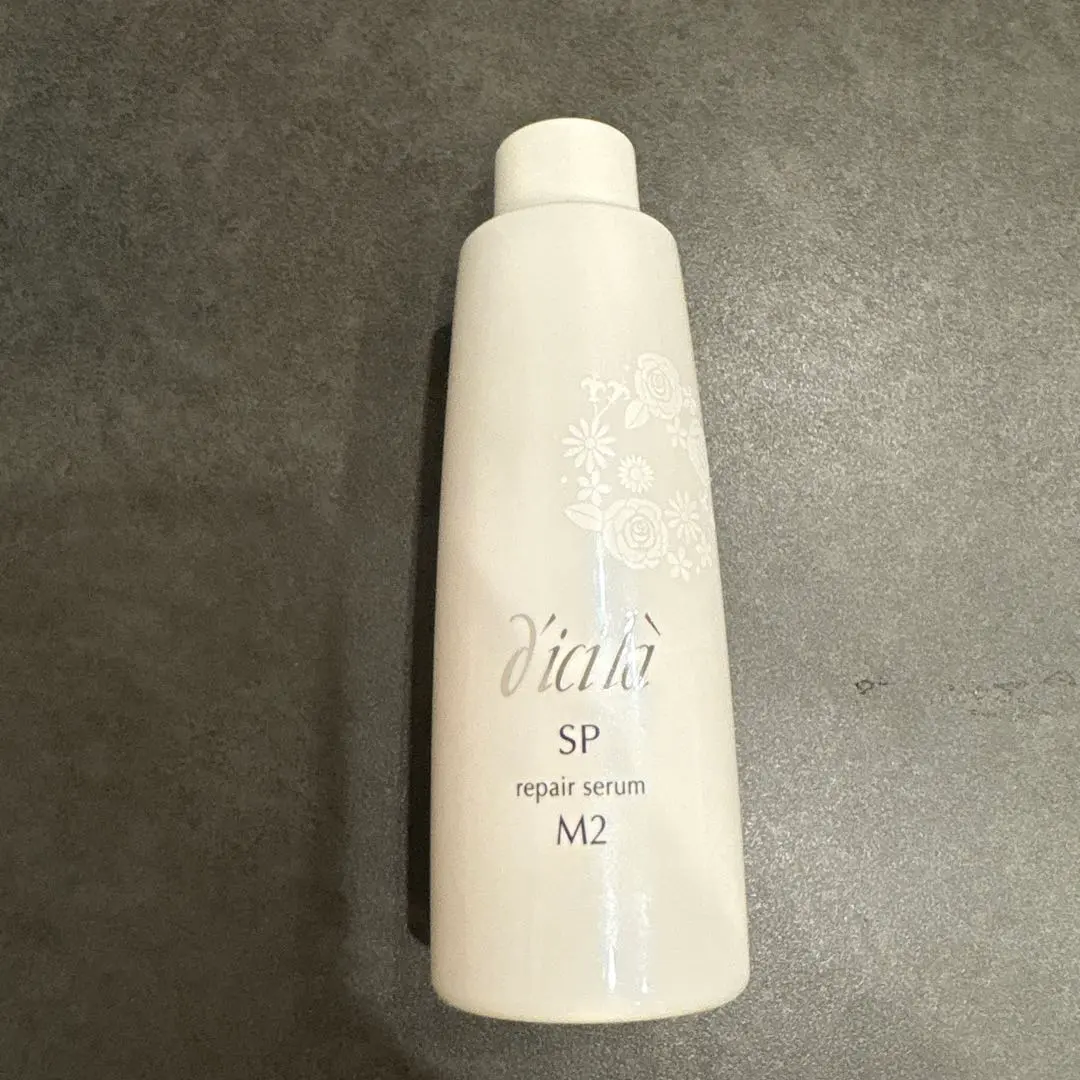 d'icilà
SP
repair serum
M2